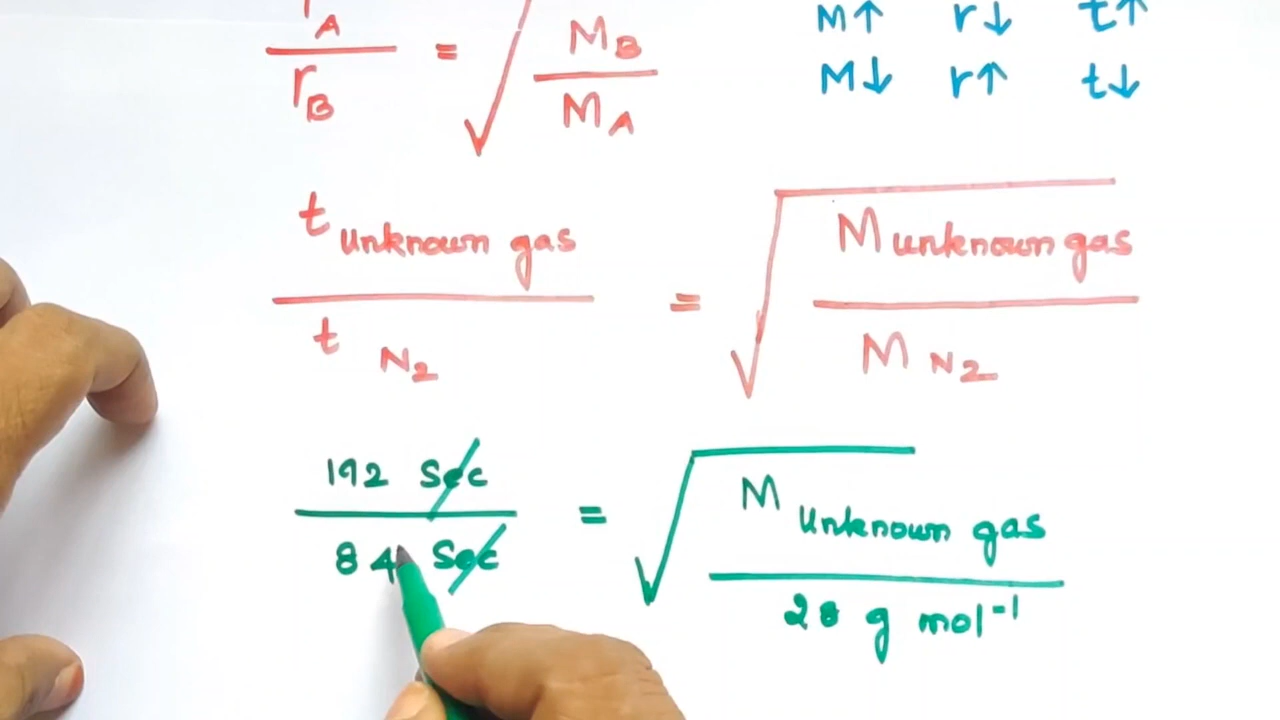 r_A / r_B = √(M_B / M_A)
M↑ r↓ t↑
M↓ r↑ t↓
t unknown gas / t N₂ = √(M unknown gas / M N₂)
192 Sec / 84 Sec = √(M unknown gas / 28 g mol⁻¹)